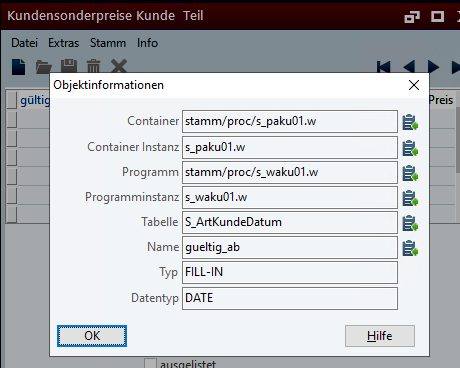 Kundensonderpreise Kunde Teil
Datei Extras Stamm Info
gültig
Preis
Objektinformationen
Container stamm/proc/s_paku01.w
Container Instanz s_paku01.w
Programm stamm/proc/s_waku01.w
Programminstanz s_waku01.w
Tabelle S_ArtKundeDatum
Name gueltig_ab
Typ FILL-IN
Datentyp DATE
OK Hilfe
ausgelistet